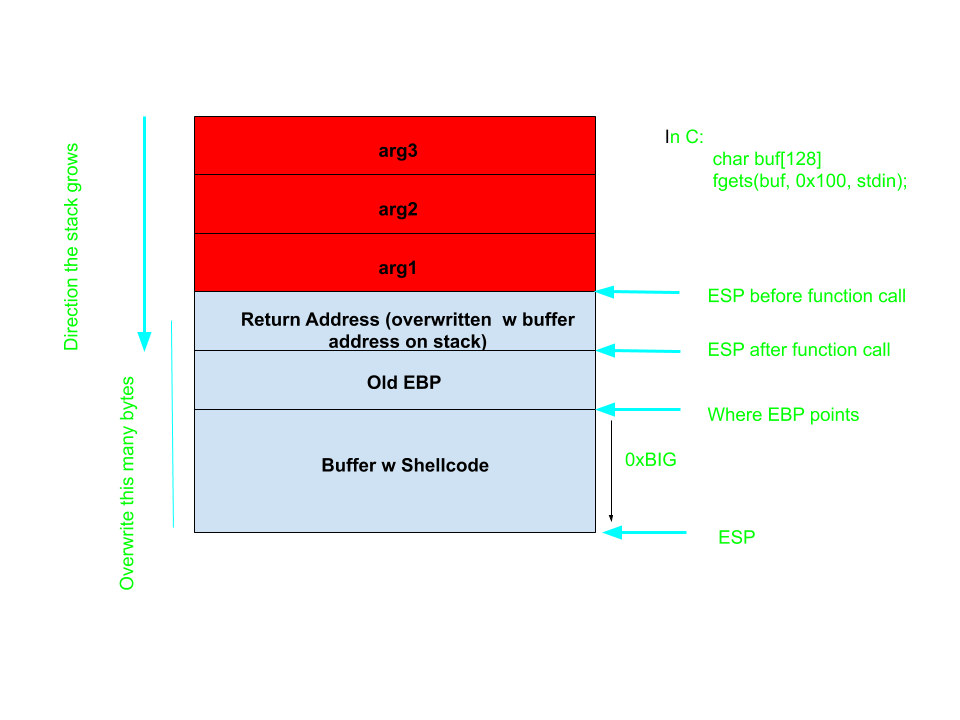 Direction the stack grows
Overwrite this many bytes
arg3
arg2
arg1
Return Address (overwritten  w buffer
address on stack)
Old EBP
Buffer w Shellcode
In C:
char buf[128]
fgets(buf, 0x100, stdin);
ESP before function call
ESP after function call
Where EBP points
0xBIG
ESP